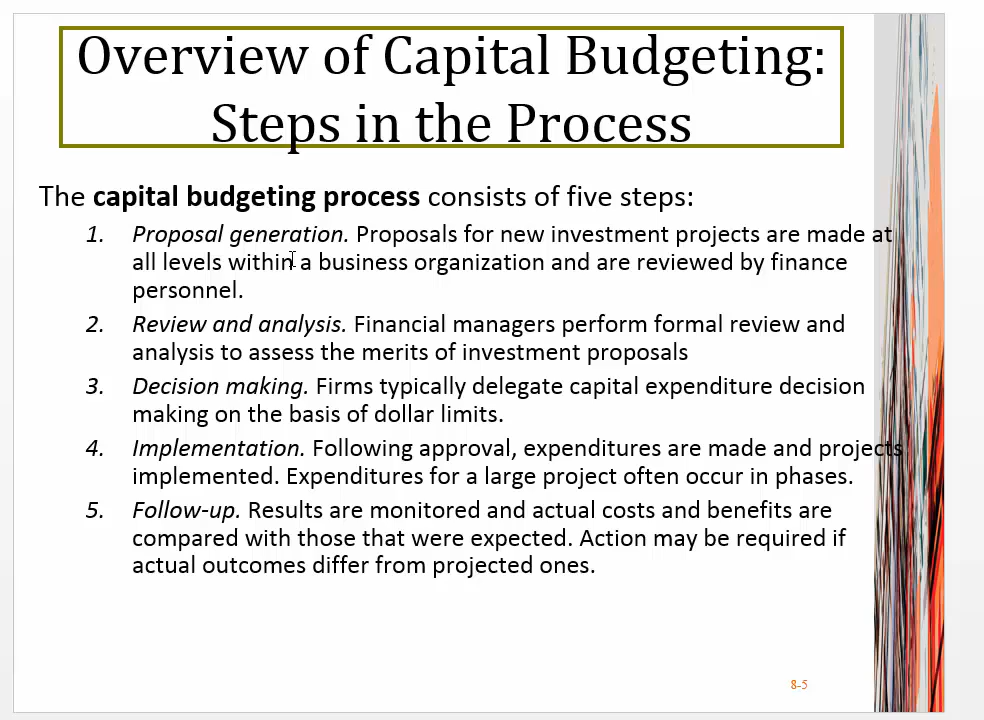 Overview of Capital Budgeting:
Steps in the Process
The capital budgeting process consists of five steps:
1. Proposal generation. Proposals for new investment projects are made at
all levels within a business organization and are reviewed by finance
personnel.
2. Review and analysis. Financial managers perform formal review and
analysis to assess the merits of investment proposals
3. Decision making. Firms typically delegate capital expenditure decision
making on the basis of dollar limits.
4. Implementation. Following approval, expenditures are made and projects
implemented. Expenditures for a large project often occur in phases.
5. Follow-up. Results are monitored and actual costs and benefits are
compared with those that were expected. Action may be required if
actual outcomes differ from projected ones.
8-5